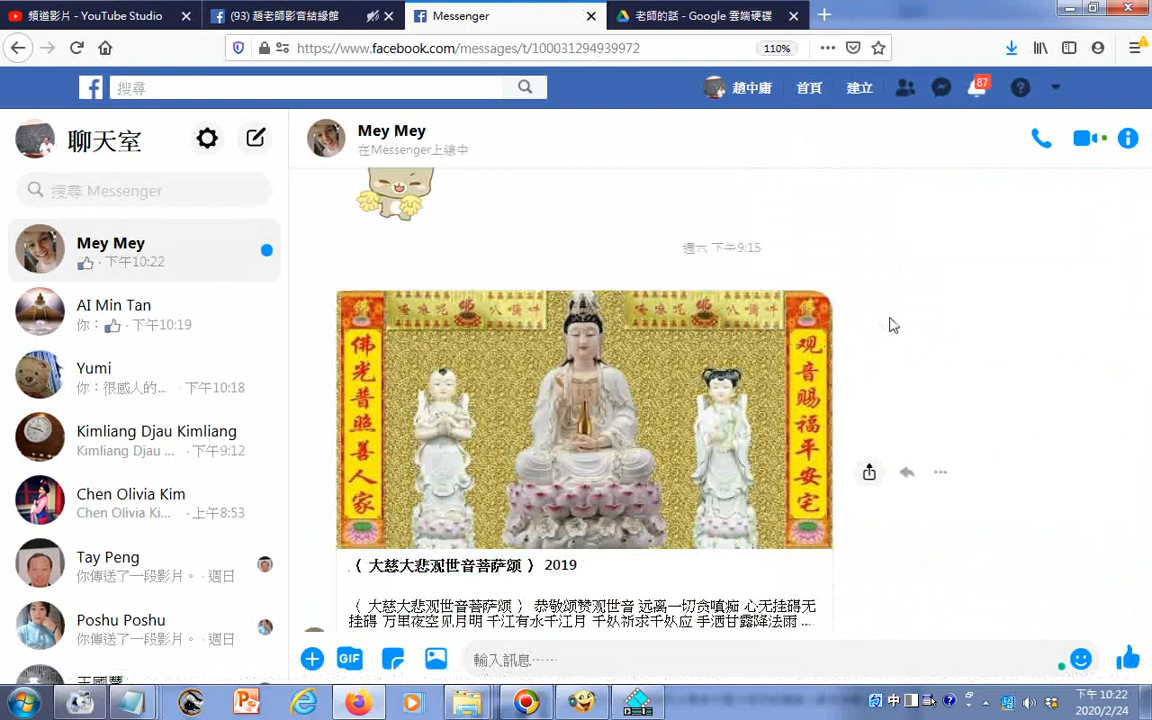 頻道影片 - YouTube Studio
(93) 趙老師影音結緣館
Messenger
老師的話 - Google 雲端硬碟
https://www.facebook.com/messages/t/100031294939972
110%
搜尋
趙中庸
首頁
建立
87
聊天室
搜尋 Messenger
Mey Mey
· 下午10:22
AI Min Tan
你： · 下午10:19
Yumi
你：很感人的... · 下午10:18
Kimliang Djau Kimliang
Kimliang Djau ... · 下午9:12
Chen Olivia Kim
Chen Olivia Ki... · 上午8:53
Tay Peng
你傳送了一段影片。 · 週日
Poshu Poshu
你傳送了一段影片。 · 週日
Mey Mey
在Messenger上線中
週六 下午9:15
佛光普照善人家
观音赐福平安宅
〈 大慈大悲观世音菩萨颂 〉 2019
〈 大慈大悲观世音菩萨颂 〉 恭敬颂赞观世音 远离一切贪嗔痴 心无挂碍无
挂碍 万里夜空见月明 千江有水千江月 千处祈求千处应 手洒甘露降法雨 ...
GIF
輸入訊息······
中
下午 10:22
2020/2/24